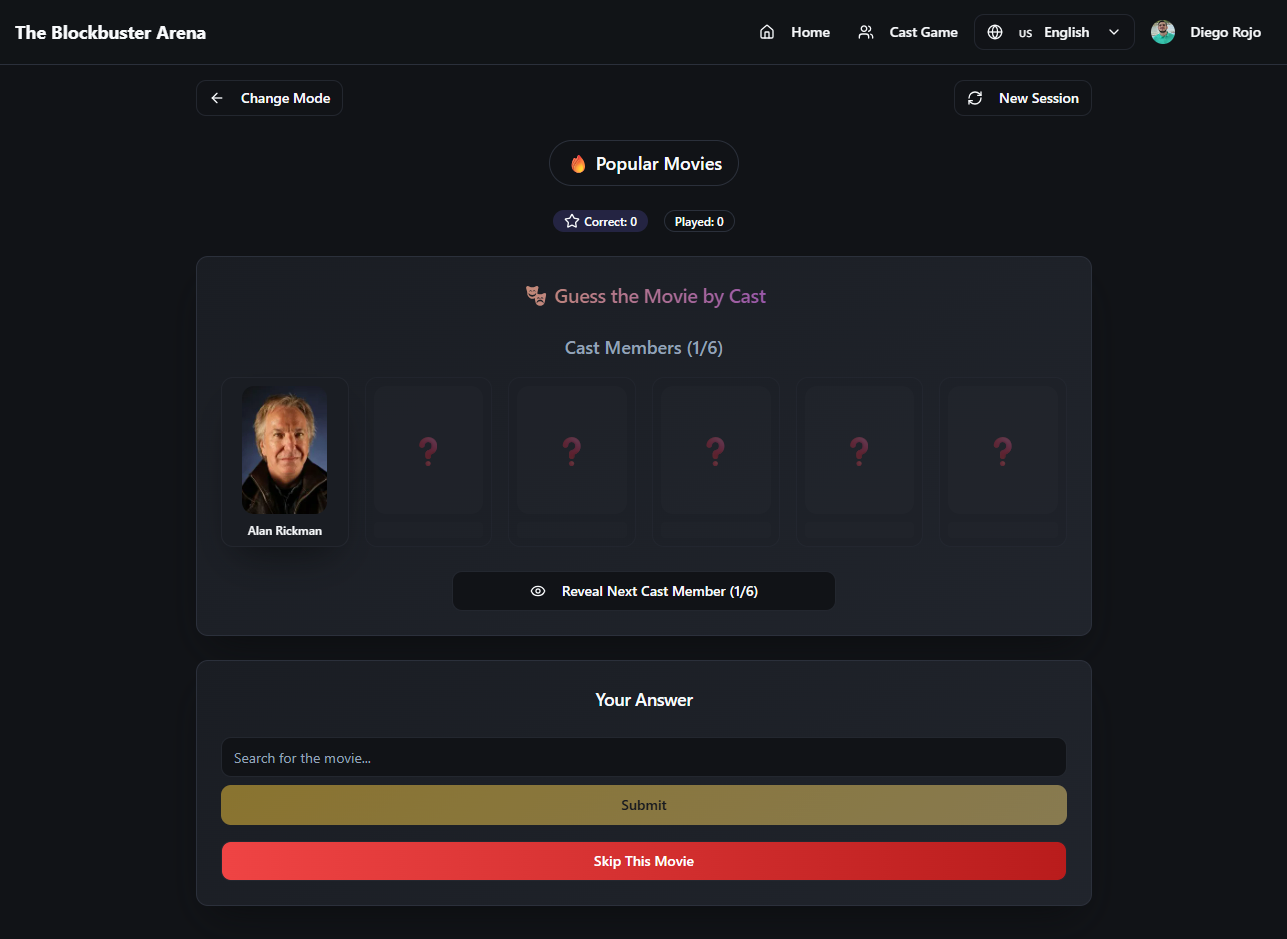 The Blockbuster Arena
Home
Cast Game
US English
Diego Rojo
Change Mode
New Session
Popular Movies
Correct: 0
Played: 0
Guess the Movie by Cast
Cast Members (1/6)
? ? ? ? ?
Alan Rickman
Reveal Next Cast Member (1/6)
Your Answer
Search for the movie...
Submit
Skip This Movie